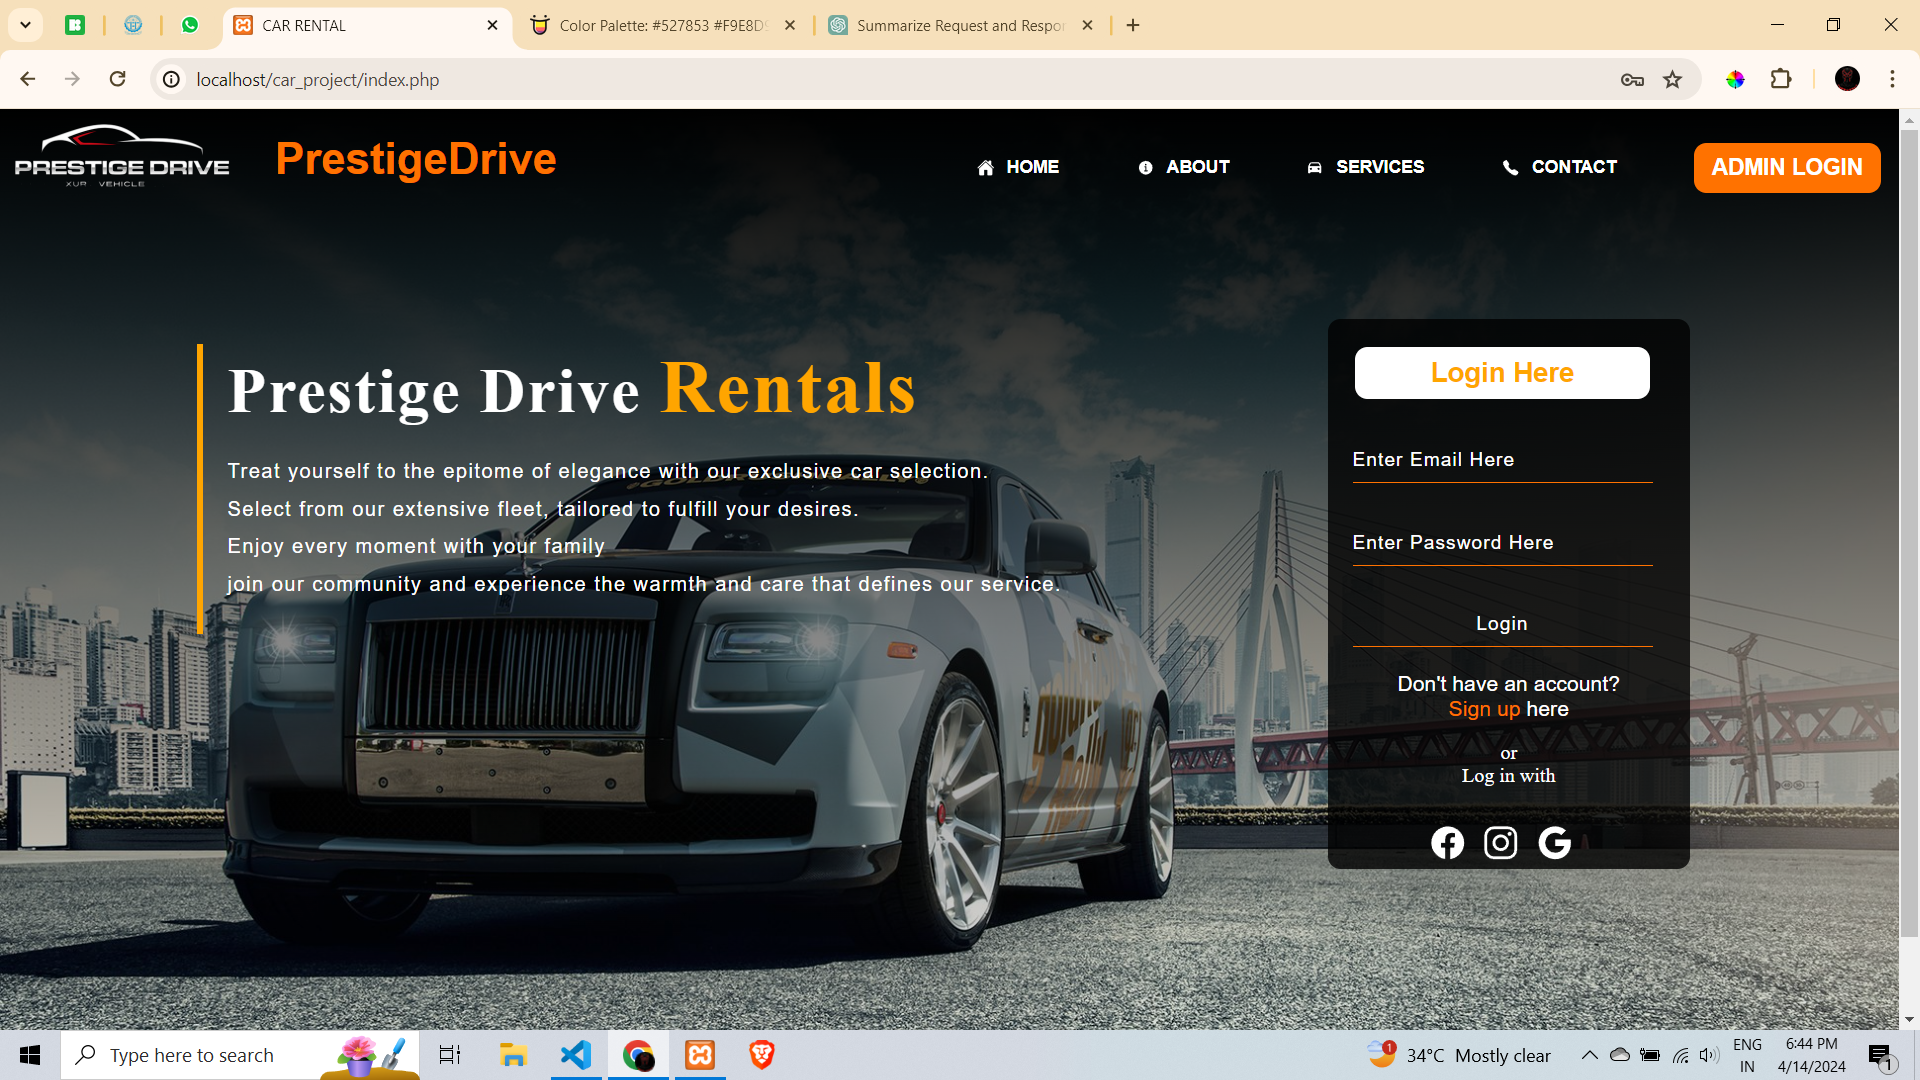 CAR RENTAL
Color Palette: #527853 #F9E8D9
Summarize Request and Respon
localhost/car_project/index.php
PRESTIGE DRIVE
XUR VEHICLE
PrestigeDrive
HOME
ABOUT
SERVICES
CONTACT
ADMIN LOGIN
Prestige Drive Rentals
Treat yourself to the epitome of elegance with our exclusive car selection.
Select from our extensive fleet, tailored to fulfill your desires.
Enjoy every moment with your family
join our community and experience the warmth and care that defines our service.
Login Here
Enter Email Here
Enter Password Here
Login
Don't have an account?
Sign up here
or
Log in with
Type here to search
1
34°C Mostly clear
ENG
IN
6:44 PM
4/14/2024
1